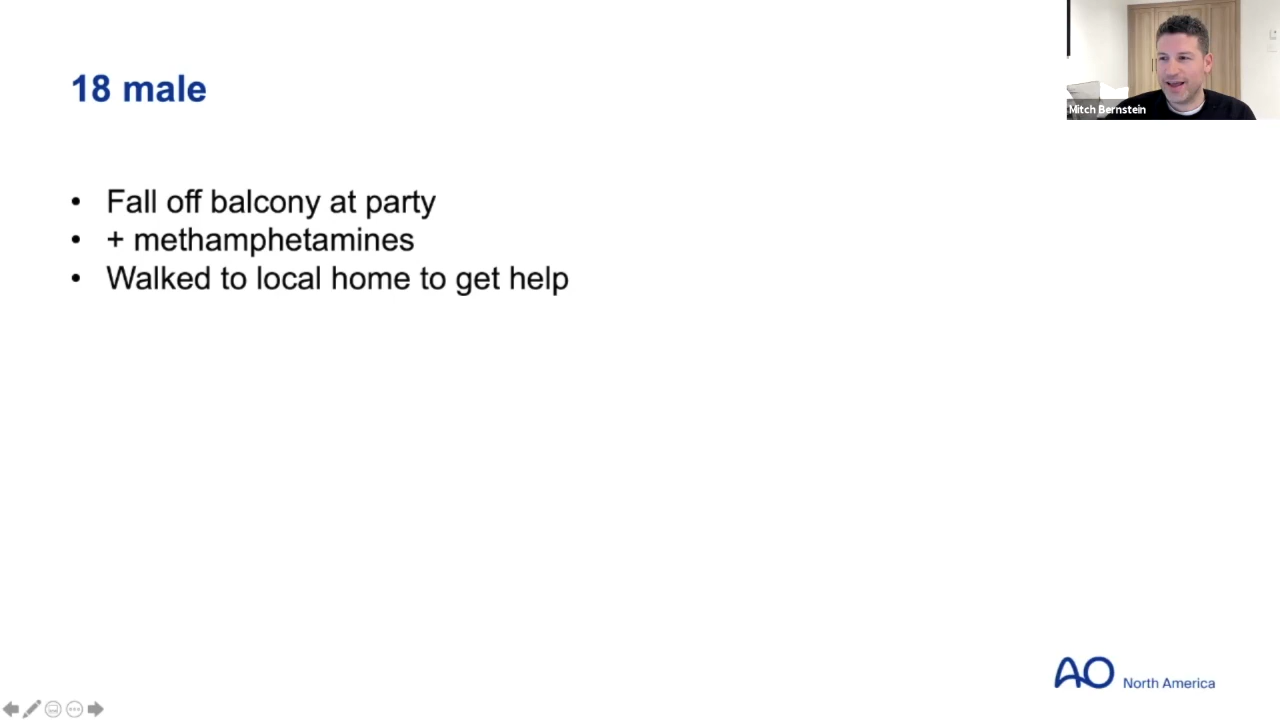 18 male
Mitch Bernstein
• Fall off balcony at party
• + methamphetamines
• Walked to local home to get help
AO North America